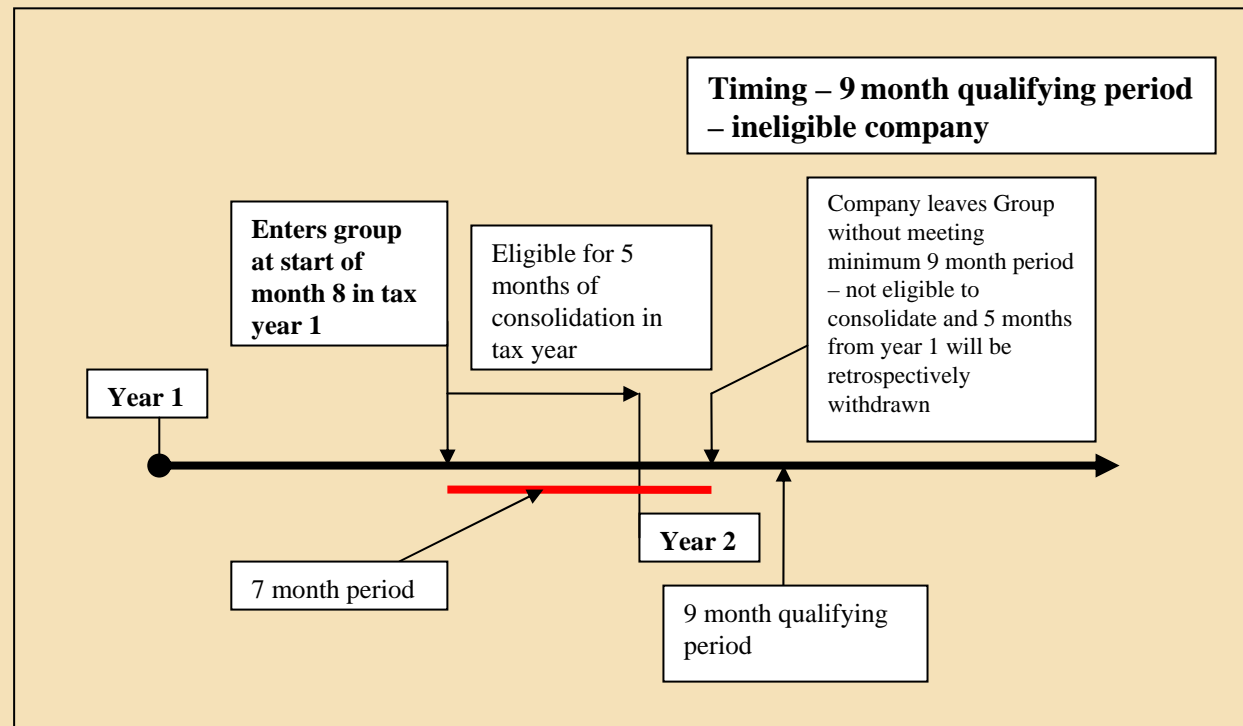 Timing – 9 month qualifying period
– ineligible company
Enters group
at start of
month 8 in tax
year 1
Eligible for 5
months of
consolidation in
tax year
Company leaves Group
without meeting
minimum 9 month period
– not eligible to
consolidate and 5 months
from year 1 will be
retrospectively
withdrawn
Year 1
Year 2
7 month period
9 month qualifying
period